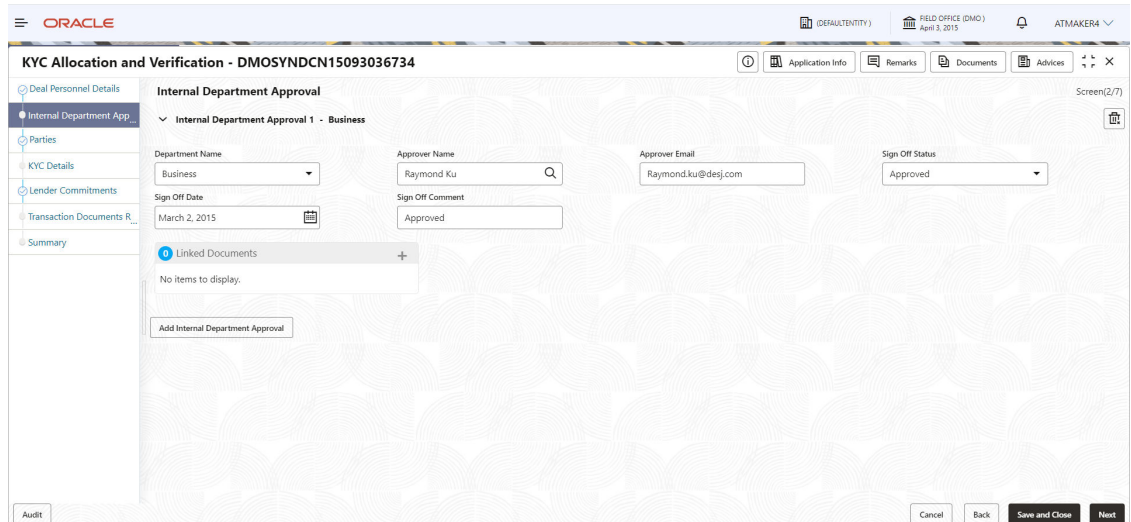 ORACLE
(DEFAULTENTITY )
FIELD OFFICE (DMO )
April 3, 2015
ATMAKER4
KYC Allocation and Verification - DMOSYNDCN15093036734
Application Info
Remarks
Documents
Advices
Deal Personnel Details
Internal Department App...
Parties
KYC Details
Lender Commitments
Transaction Documents R...
Summary
Internal Department Approval
Screen(2/7)
Internal Department Approval 1 - Business
Department Name
Approver Name
Approver Email
Sign Off Status
Business
Raymond Ku
Raymond.ku@desj.com
Approved
Sign Off Date
Sign Off Comment
March 2, 2015
Approved
0 Linked Documents
No items to display.
Add Internal Department Approval
Audit
Cancel
Back
Save and Close
Next